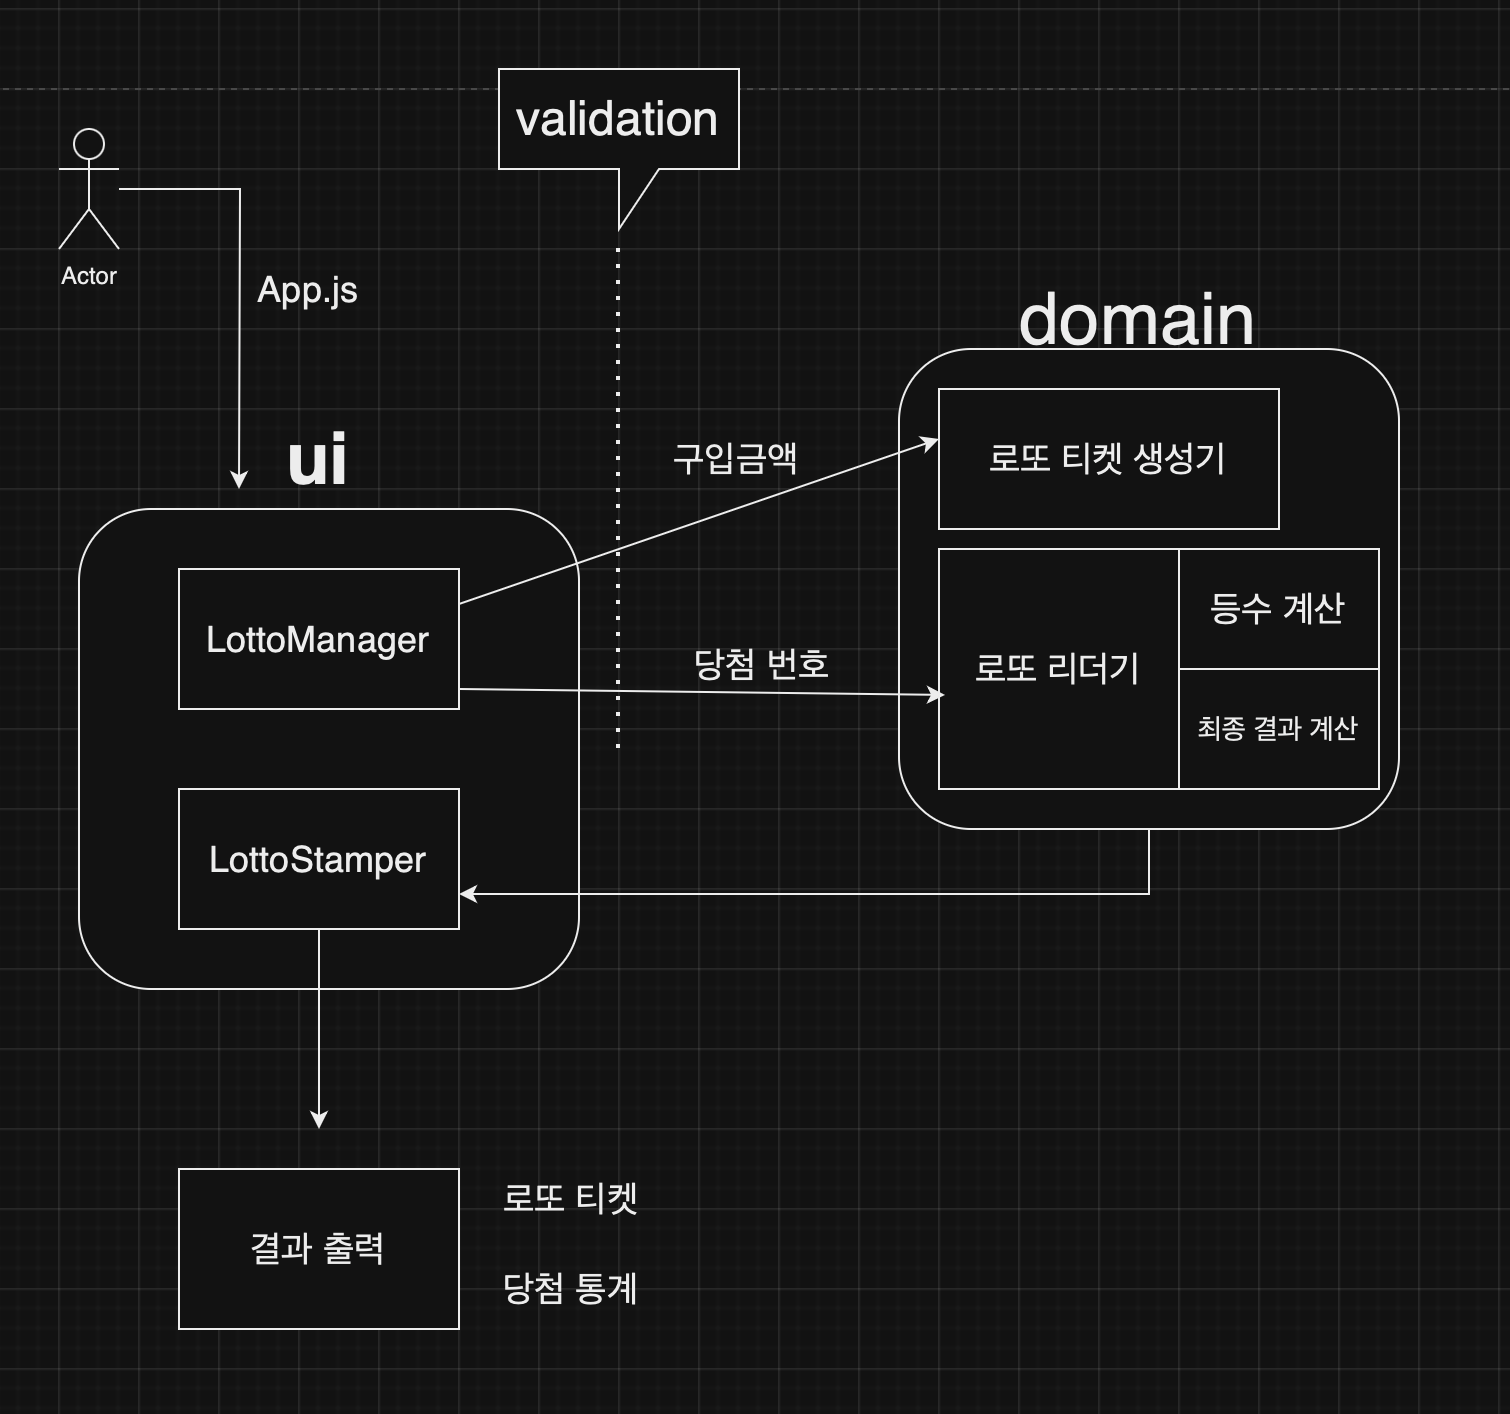 validation
Actor
App.js
domain
ui
구입금액
로또 티켓 생성기
LottoManager
당첨 번호
로또 리더기
등수 계산
최종 결과 계산
LottoStamper
결과 출력
로또 티켓
당첨 통계